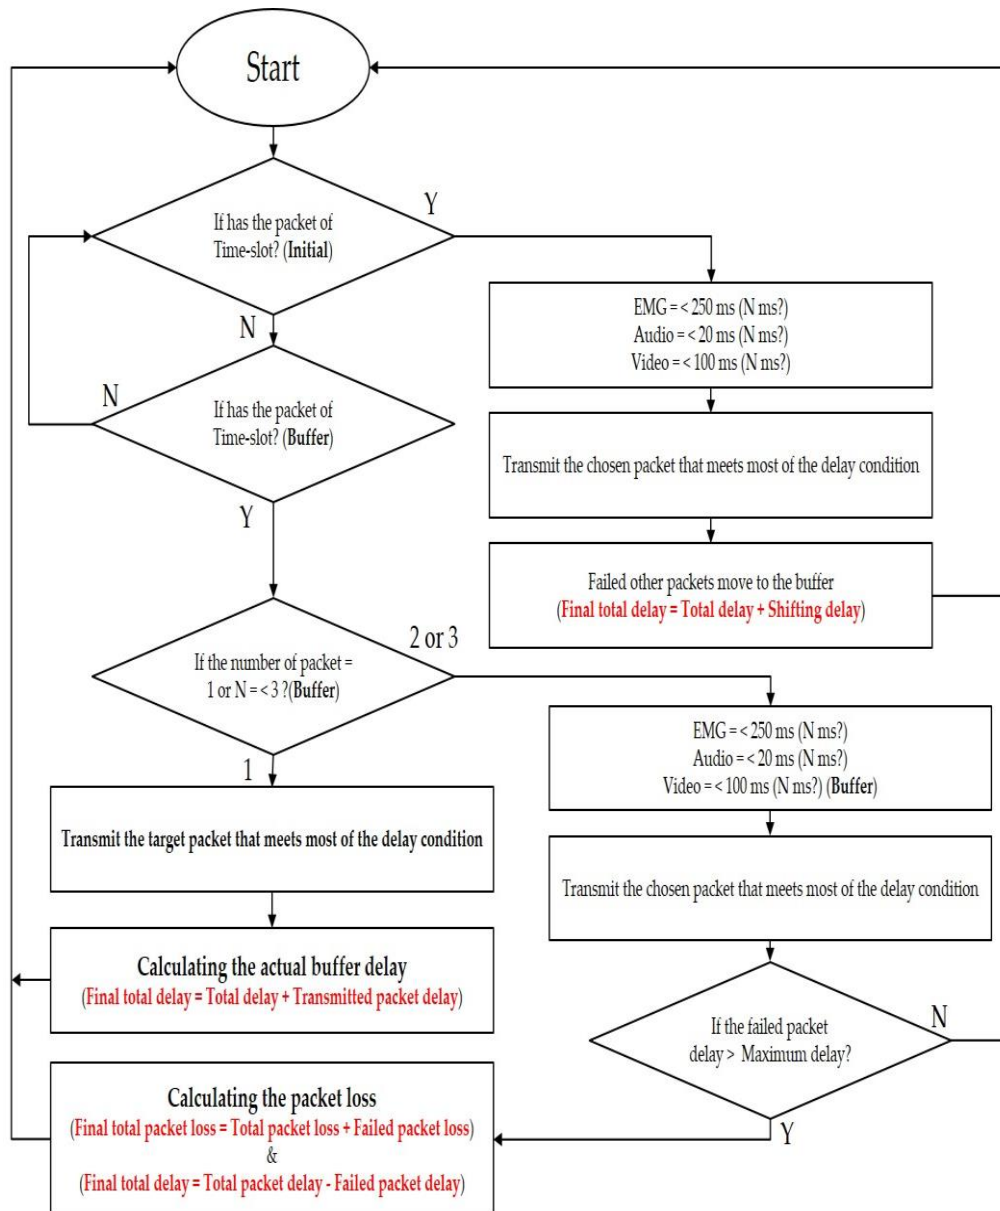 Start
If has the packet of
Time-slot? (Initial)
Y
N
EMG = < 250 ms (N ms?)
Audio = < 20 ms (N ms?)
Video = < 100 ms (N ms?)
Transmit the chosen packet that meets most of the delay condition
Failed other packets move to the buffer
(Final total delay = Total delay + Shifting delay)
If has the packet of
Time-slot? (Buffer)
N
Y
If the number of packet =
1 or N = < 3 ?(Buffer)
2 or 3
1
Transmit the target packet that meets most of the delay condition
Calculating the actual buffer delay
(Final total delay = Total delay + Transmitted packet delay)
EMG = < 250 ms (N ms?)
Audio = < 20 ms (N ms?)
Video = < 100 ms (N ms?) (Buffer)
Transmit the chosen packet that meets most of the delay condition
If the failed packet
delay > Maximum delay?
N
Y
Calculating the packet loss
(Final total packet loss = Total packet loss + Failed packet loss)
&
(Final total delay = Total packet delay - Failed packet delay)